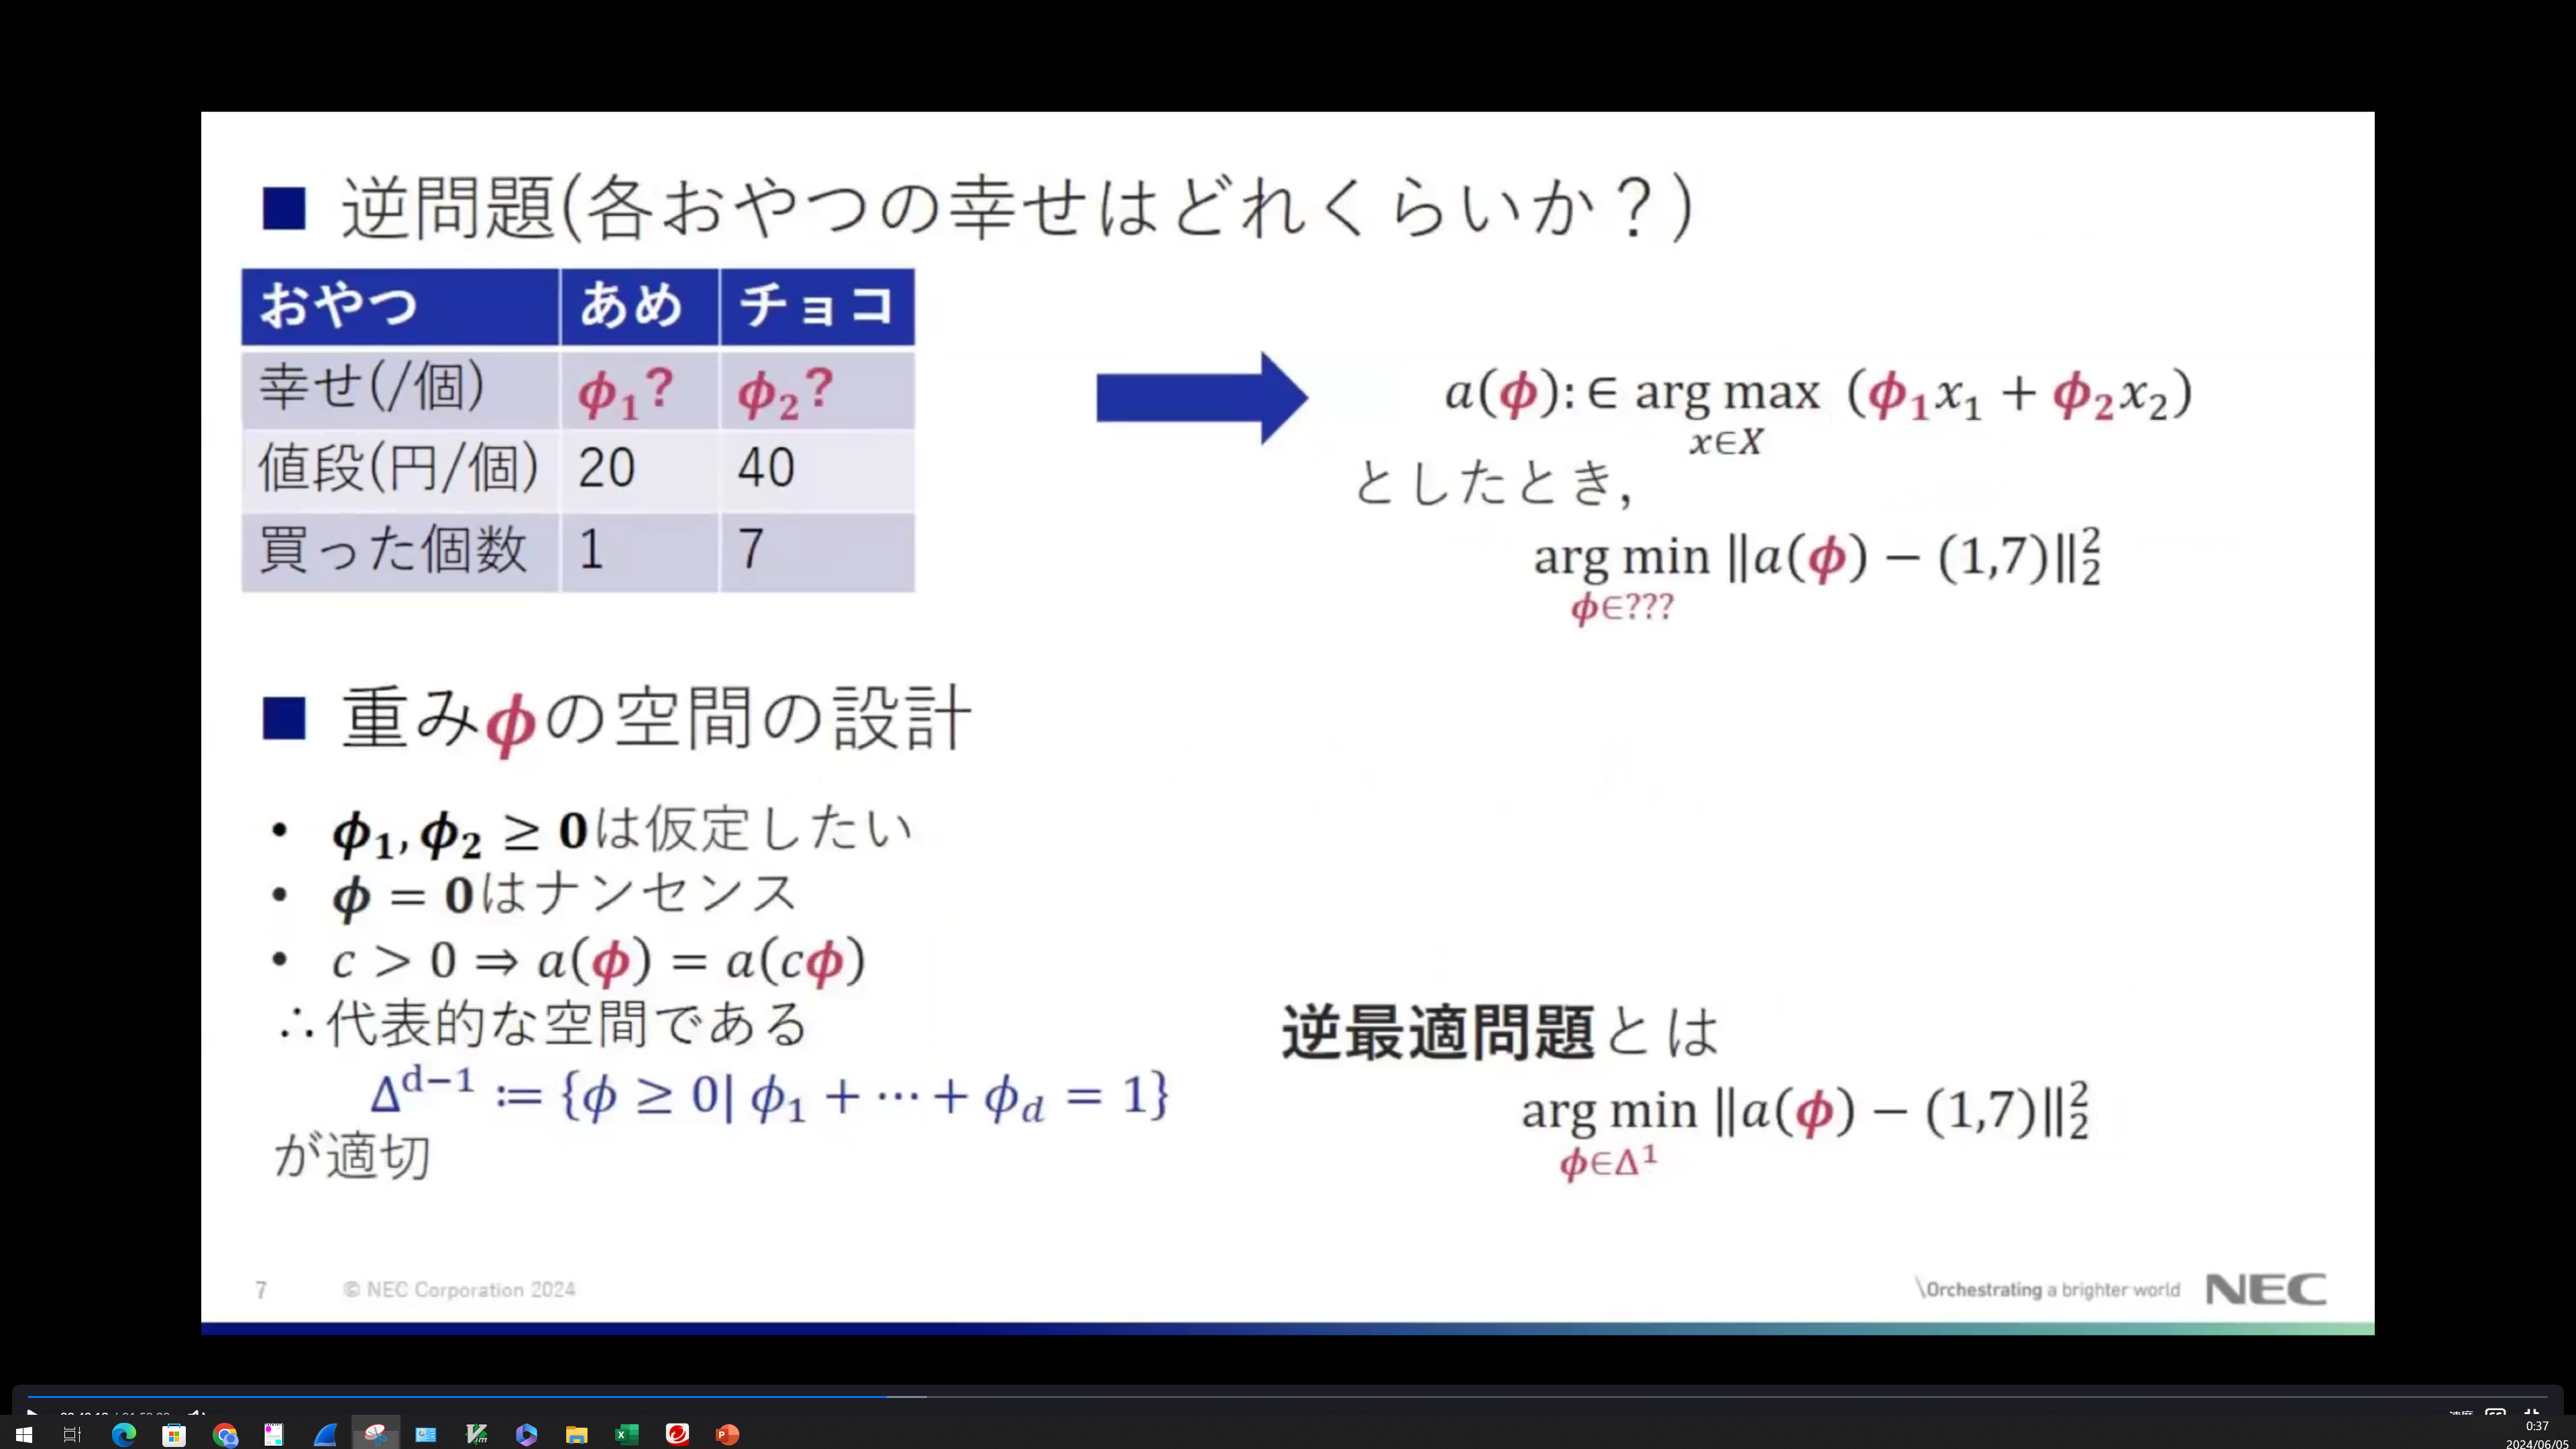 ■ 逆問題(各おやつの幸せはどれくらいか？)
おやつ あめ チョコ
幸せ(/個) ϕ₁? ϕ₂?
値段(円/個) 20 40
買った個数 1 7
a(ϕ):∈ arg max (ϕ₁x₁ + ϕ₂x₂)
x∈X
としたとき,
arg min ‖a(ϕ) − (1,7)‖₂²
ϕ∈???
■ 重みϕの空間の設計
• ϕ₁, ϕ₂ ≥ 0は仮定したい
• ϕ = 0はナンセンス
• c > 0 ⇒ a(ϕ) = a(cϕ)
∴代表的な空間である
Δᵈ⁻¹ ≔ {ϕ ≥ 0| ϕ₁ + ⋯ + ϕ_d = 1}
が適切
逆最適問題とは
arg min ‖a(ϕ) − (1,7)‖₂²
ϕ∈Δ¹
7 © NEC Corporation 2024
\Orchestrating a brighter world NEC
0:37
2024/06/05